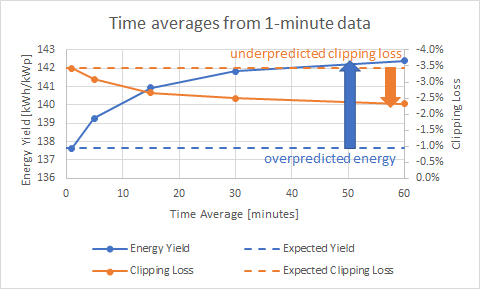 Time averages from 1-minute data
Energy Yield [kWh/kWp]
143
142
141
140
139
138
137
136
underpredicted clipping loss
overpredicted energy
-4.0%
-3.5%
-3.0%
-2.5%
-2.0%
-1.5%
-1.0%
-0.5%
0.0%
Clipping Loss
0 10 20 30 40 50 60
Time Average [minutes]
Energy Yield Expected Yield
Clipping Loss Expected Clipping Loss